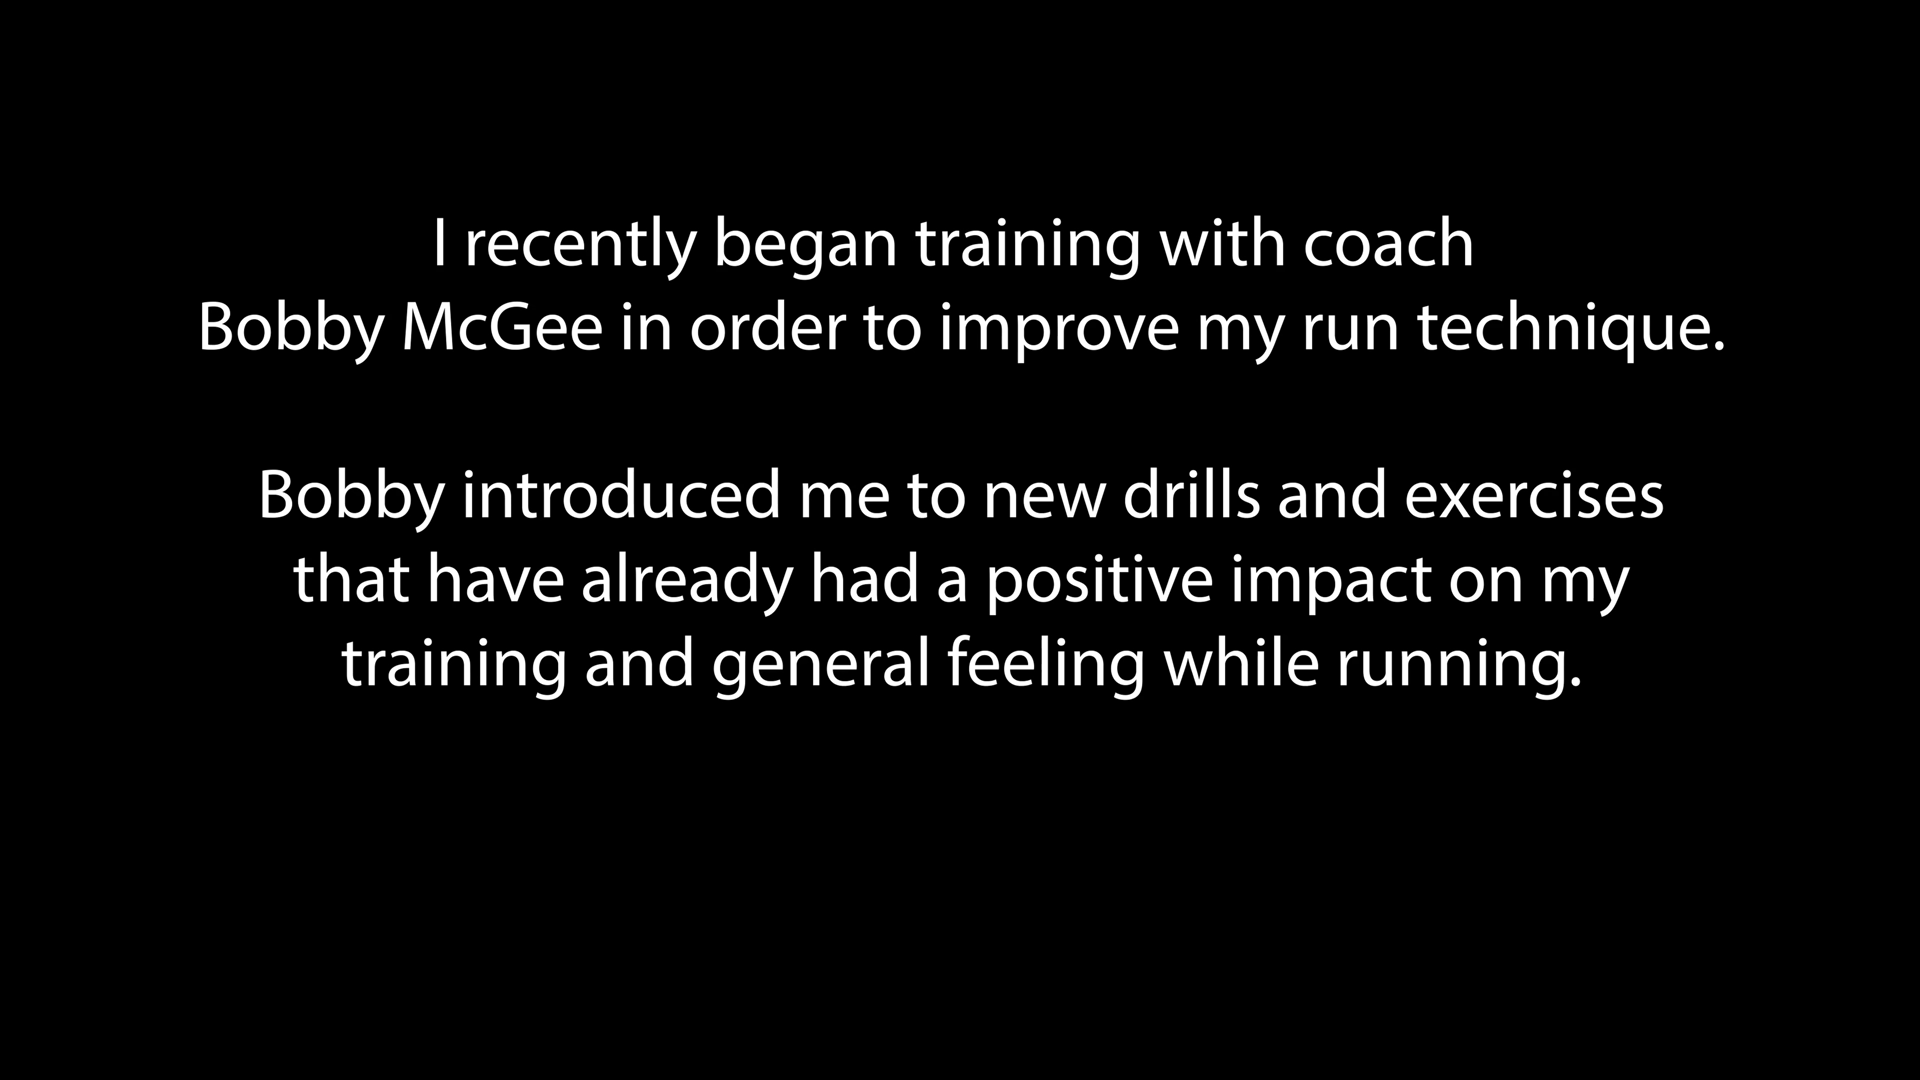 I recently began training with coach
Bobby McGee in order to improve my run technique.
Bobby introduced me to new drills and exercises
that have already had a positive impact on my
training and general feeling while running.